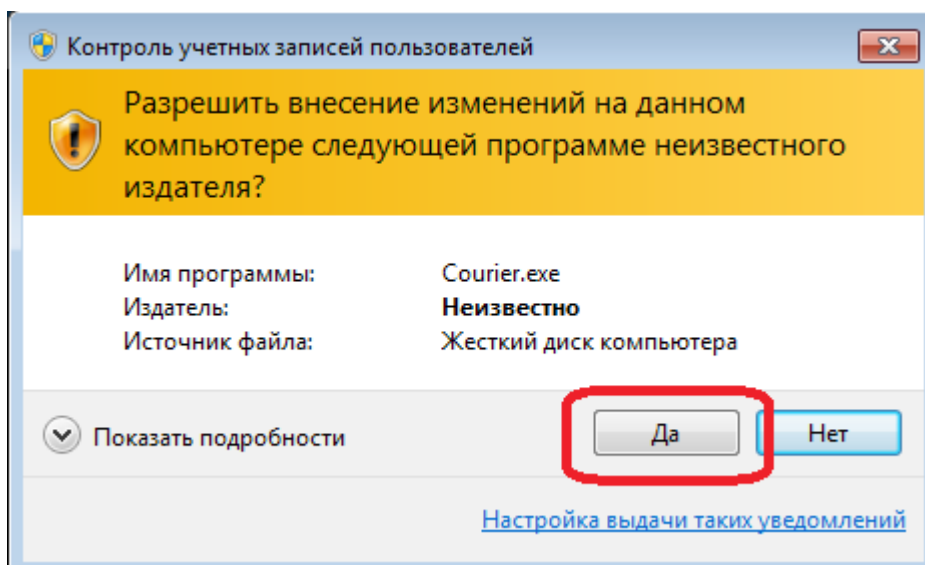 Контроль учетных записей пользователей
Разрешить внесение изменений на данном
компьютере следующей программе неизвестного
издателя?
Имя программы: Courier.exe
Издатель: Неизвестно
Источник файла: Жесткий диск компьютера
Показать подробности Да Нет
Настройка выдачи таких уведомлений